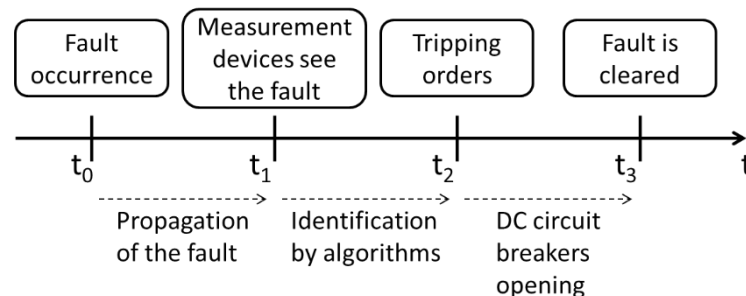 Fault
occurrence
Measurement
devices see
the fault
Tripping
orders
Fault is
cleared
t₀
t₁
t₂
t₃
t
Propagation
of the fault
Identification
by algorithms
DC circuit
breakers
opening